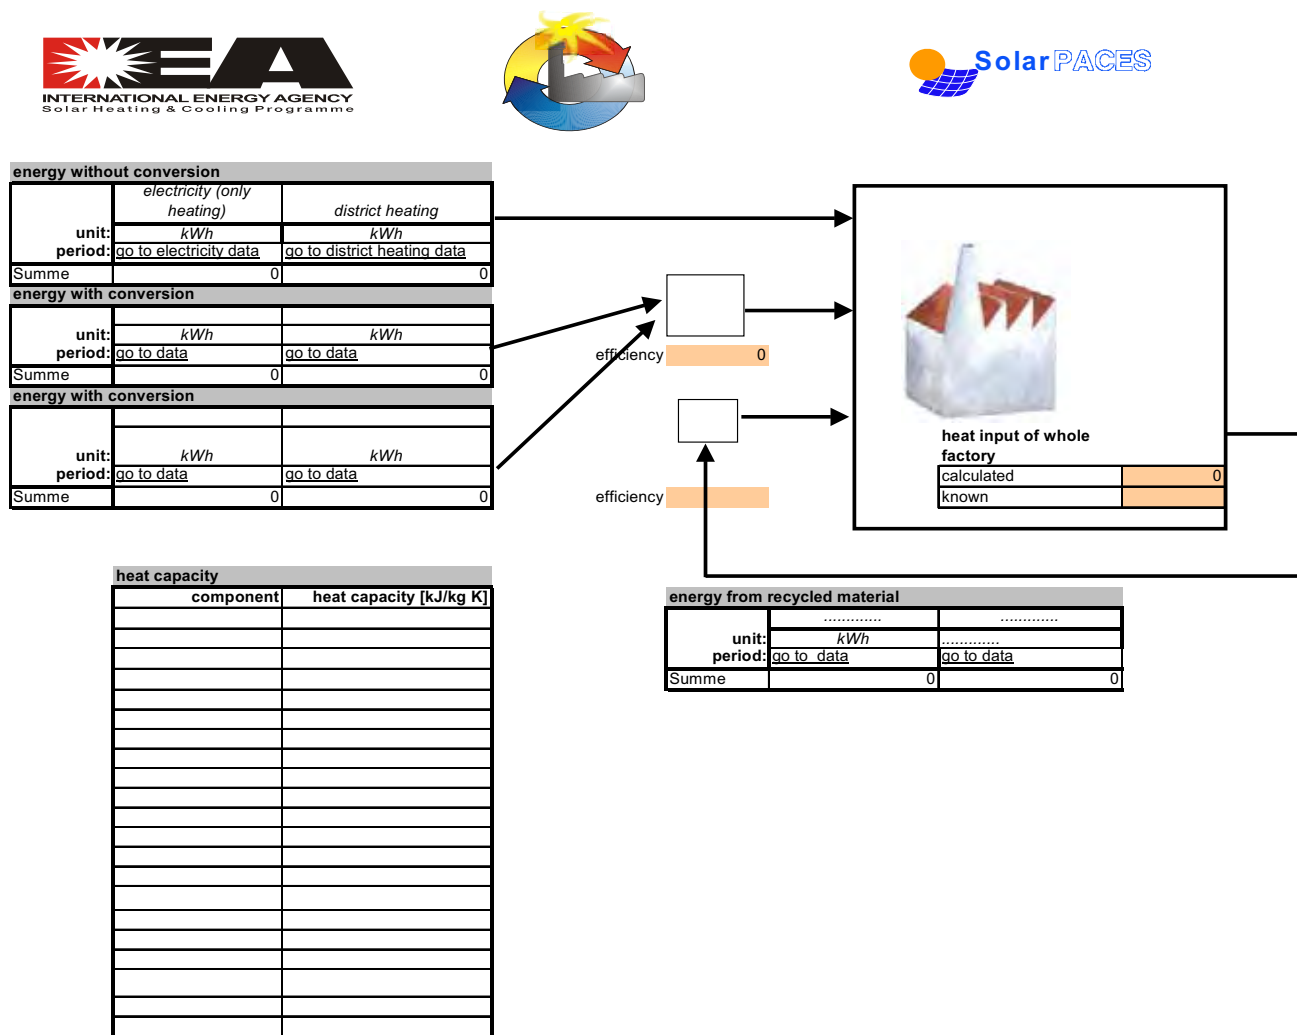 IEA
INTERNATIONAL ENERGY AGENCY
Solar Heating & Cooling Programme
Solar PACES
energy without conversion
electricity (only heating) district heating
unit: kWh kWh
period: go to electricity data go to district heating data
Summe 0 0
energy with conversion
unit: kWh kWh
period: go to data go to data
Summe 0 0
energy with conversion
unit: kWh kWh
period: go to data go to data
Summe 0 0
efficiency 0
efficiency
heat input of whole
factory
calculated 0
known
heat capacity
component heat capacity [kJ/kg K]
energy from recycled material
............. .............
unit: kWh .............
period: go to data go to data
Summe 0 0